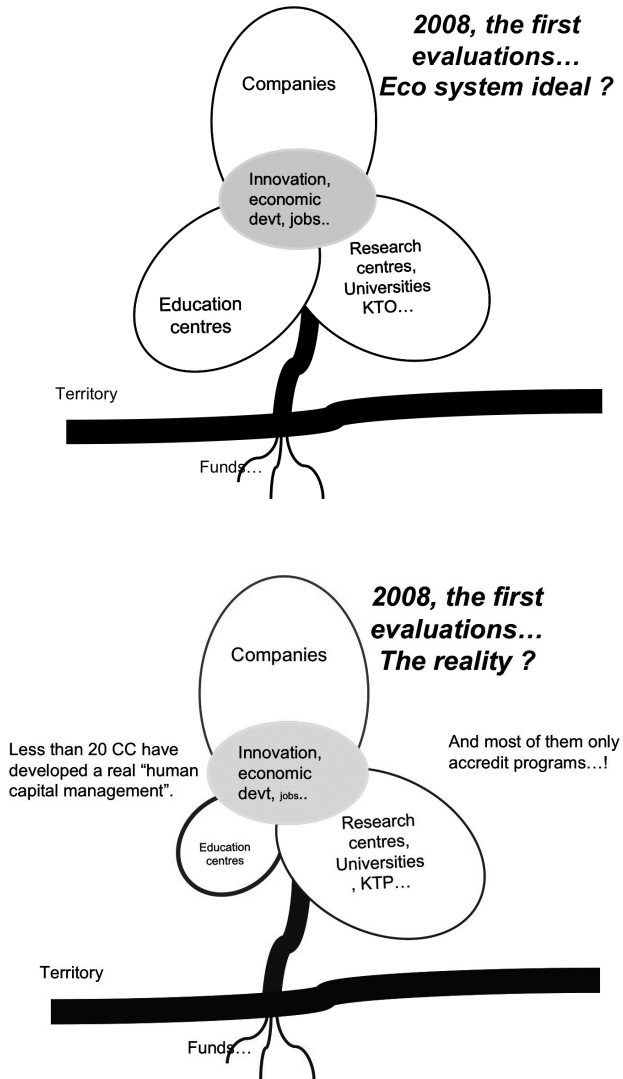 2008, the first
evaluations…
Eco system ideal ?
Companies
Innovation,
economic
devt, jobs..
Research
centres,
Universities
KTO…
Education
centres
Territory
Funds…
2008, the first
evaluations…
The reality ?
Companies
Less than 20 CC have
developed a real “human
capital management”.
And most of them only
accredit programs…!
Innovation,
economic
devt, jobs..
Research
centres,
Universities
, KTP…
Education
centres
Territory
Funds…